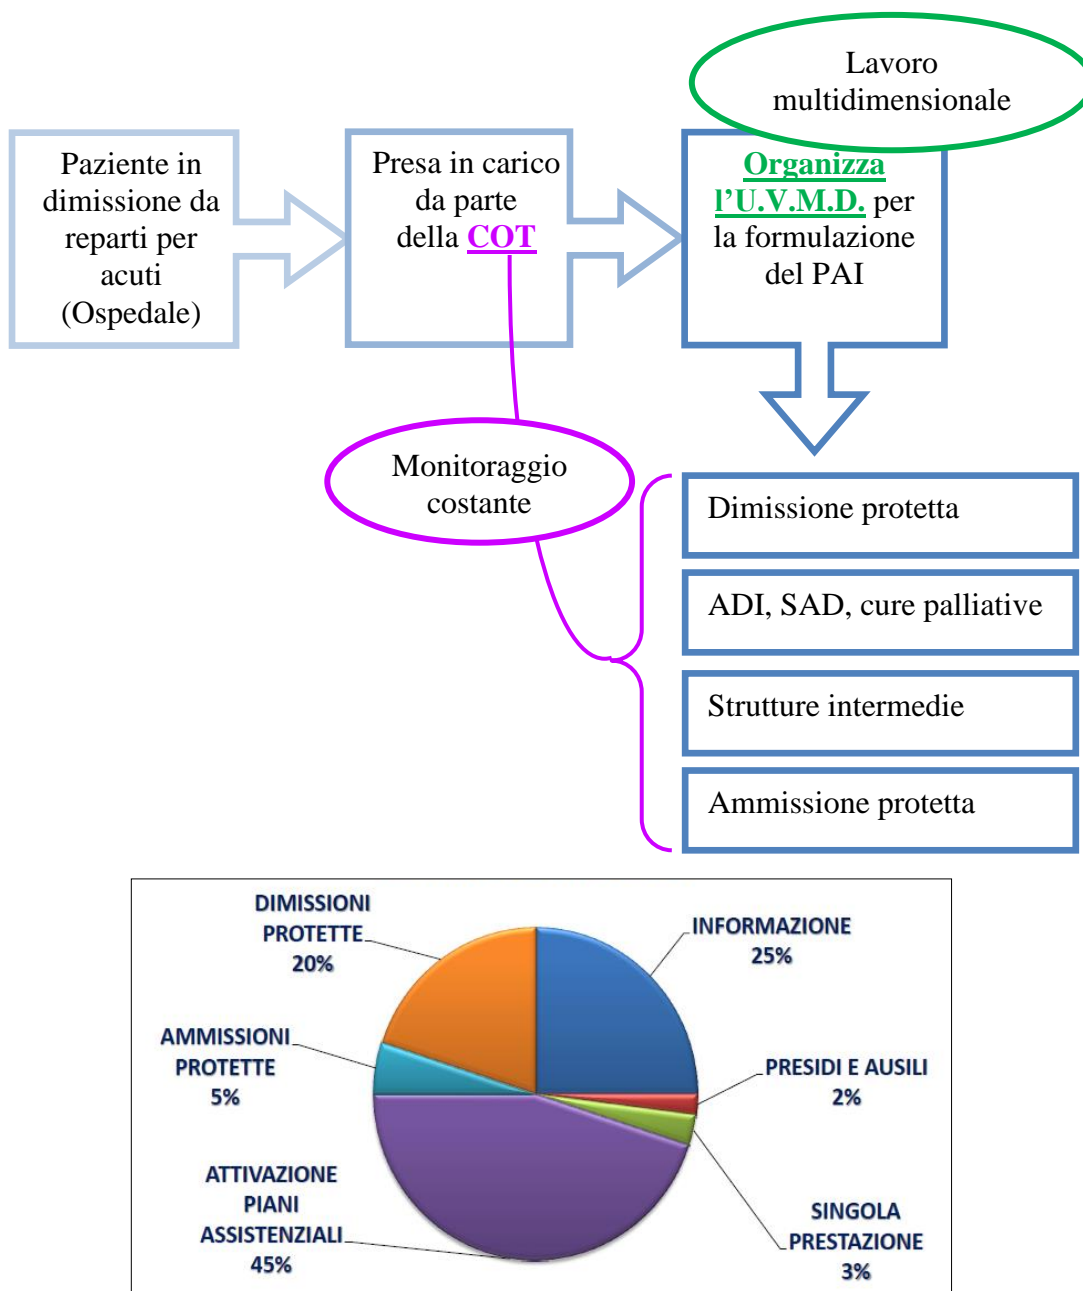 Lavoro
multidimensionale
Paziente in
dimissione da
reparti per
acuti
(Ospedale)
Presa in carico
da parte
della COT
Organizza
l'U.V.M.D. per
la formulazione
del PAI
Monitoraggio
costante
Dimissione protetta
ADI, SAD, cure palliative
Strutture intermedie
Ammissione protetta
DIMISSIONI
PROTETTE
20%
INFORMAZIONE
25%
AMMISSIONI
PROTETTE
5%
PRESIDI E AUSILI
2%
ATTIVAZIONE
PIANI
ASSISTENZIALI
45%
SINGOLA
PRESTAZIONE
3%